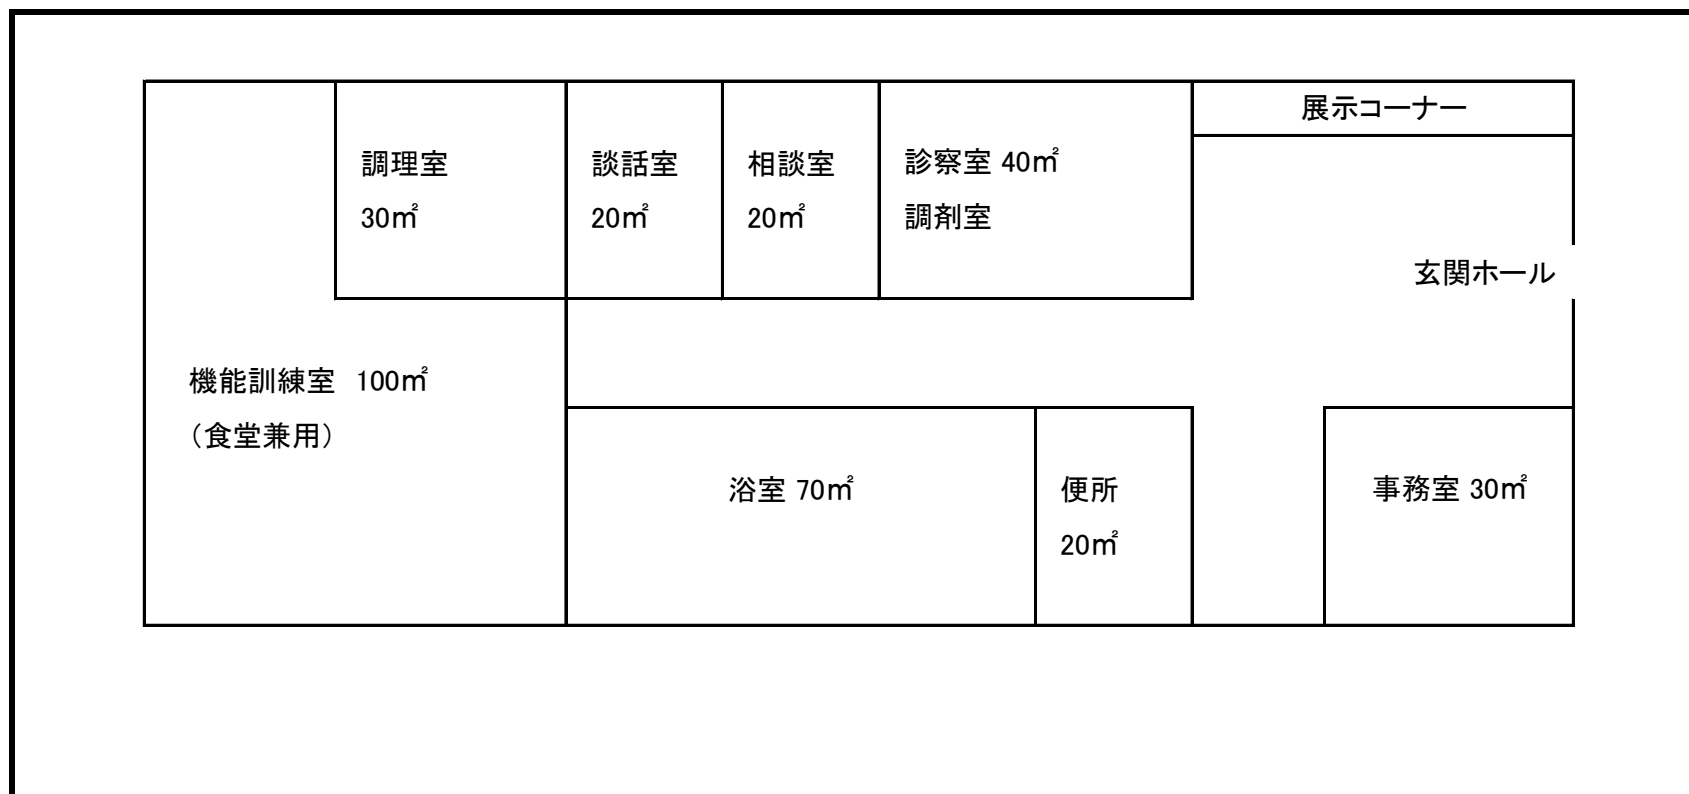 展示コーナー
調理室
30㎡
談話室
20㎡
相談室
20㎡
診察室 40㎡
調剤室
玄関ホール
機能訓練室 100㎡
（食堂兼用）
浴室 70㎡
便所
20㎡
事務室 30㎡